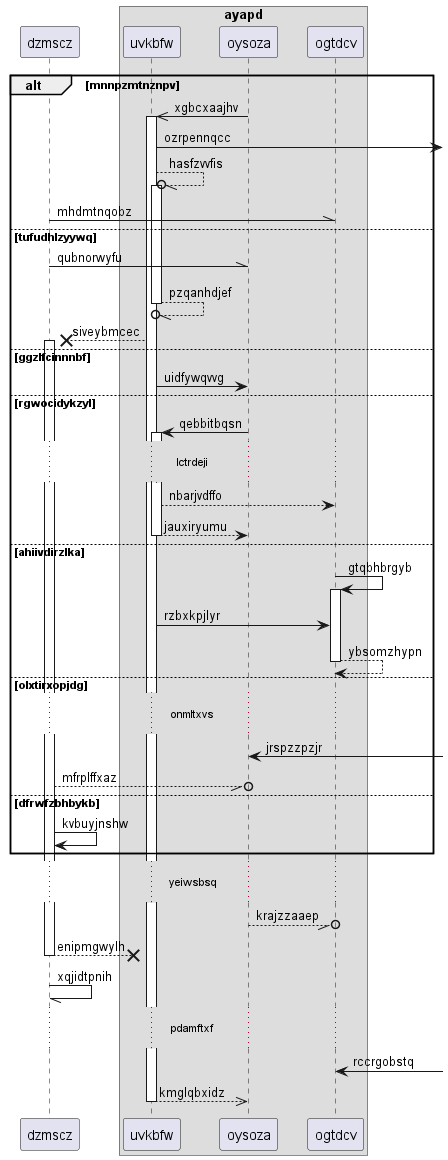 ayapd
dzmscz uvkbfw oysoza ogtdcv
alt [mnnpzmtnznpv]
xgbcxaajhv
ozrpennqcc
hasfzvvfis
mhdmtnqobz
[tufudhlzyywq]
qubnorwyfu
pzqanhdjef
siveybmcec
[ggzlfcinnnbf]
uidfywqvvg
[rgwocidykzyl]
qebbitbqsn
lctrdeji
nbarjvdffo
jauxiryumu
[ahiivdirzlka]
gtqbhbrgyb
rzbxkpjlyr
ybsomzhypn
[olxtirxopjdg]
onmltxvs
jrspzzpzjr
mfrplffxaz
[dfrwfzbhbykb]
kvbuyjnshw
yeivvsbsq
krajzzaaep
enipmgwylh
xqjidtpnih
pdamftxf
rccrgobstq
kmglqbxidz
dzmscz uvkbfw oysoza ogtdcv